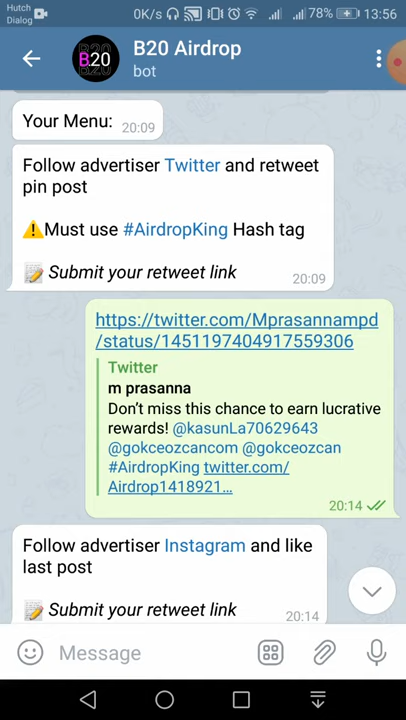 Hutch
Dialog
0K/s 78% 13:56
B20
B20 Airdrop
bot
Your Menu: 20:09
Follow advertiser Twitter and retweet
pin post
⚠️Must use #AirdropKing Hash tag
📝 Submit your retweet link 20:09
https://twitter.com/Mprasannampd
/status/1451197404917559306
Twitter
m prasanna
Don't miss this chance to earn lucrative
rewards! @kasunLa70629643
@gokceozcancom @gokceozcan
#AirdropKing twitter.com/
Airdrop1418921…
20:14
Follow advertiser Instagram and like
last post
📝 Submit your retweet link 20:14
Message